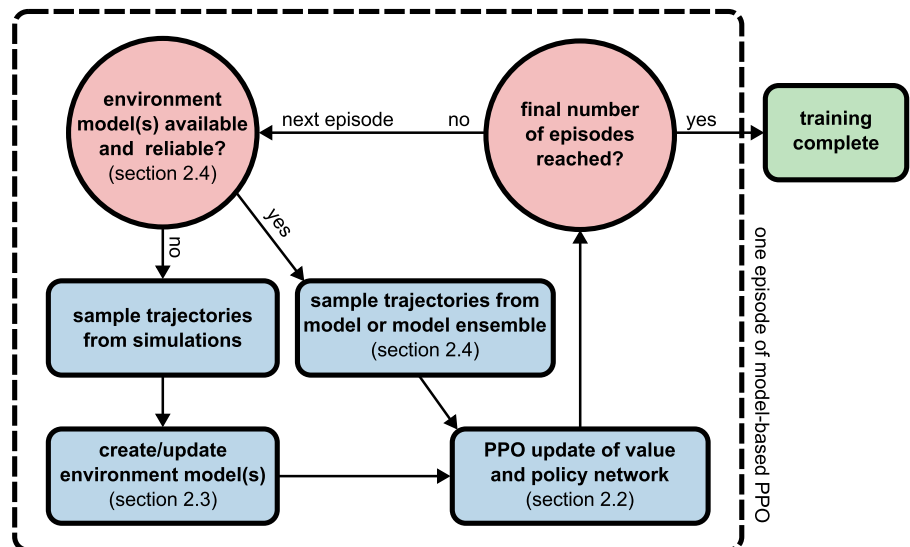 environment
model(s) available
and reliable?
(section 2.4)
next episode
no
final number
of episodes
reached?
yes
training
complete
no
yes
sample trajectories
from simulations
sample trajectories from
model or model ensemble
(section 2.4)
create/update
environment model(s)
(section 2.3)
PPO update of value
and policy network
(section 2.2)
one episode of model-based PPO